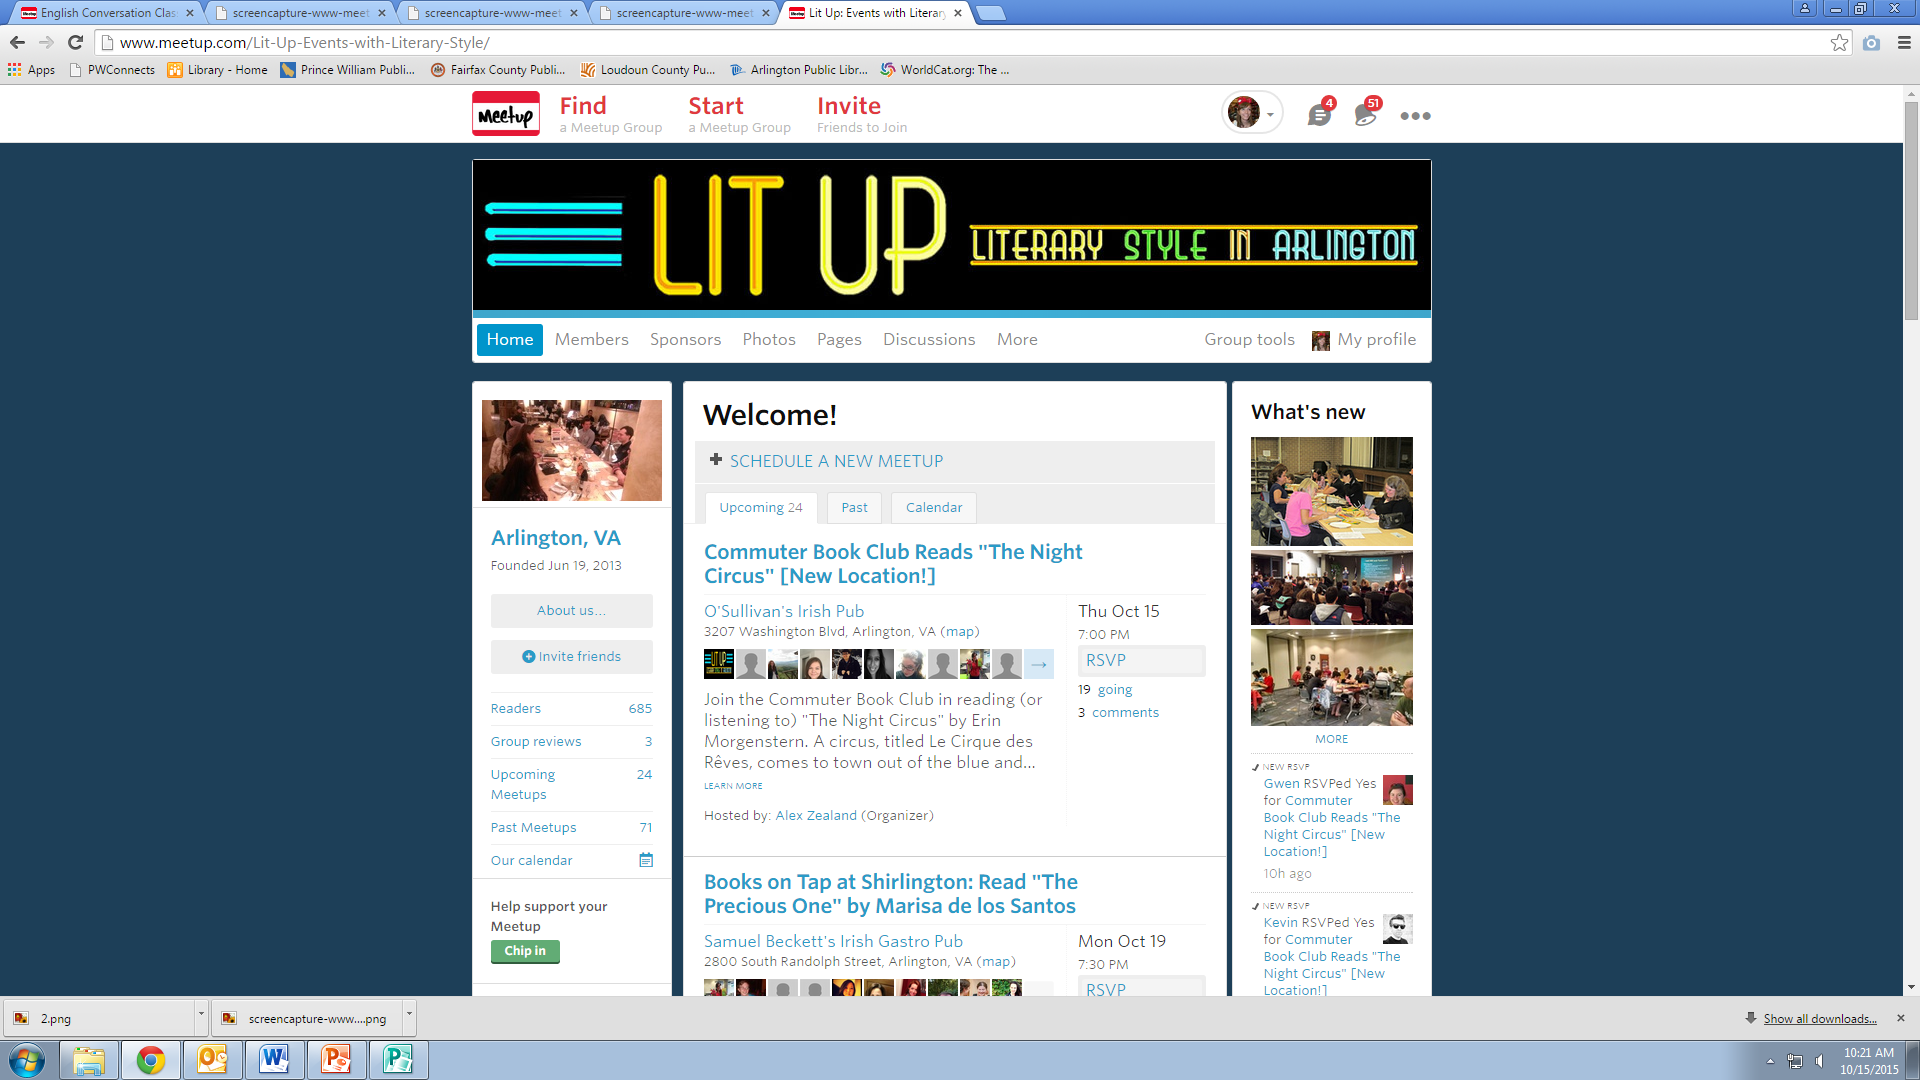 English Conversation Clas
screencapture-www-meet
screencapture-www-meet
screencapture-www-meet
Lit Up: Events with Literary
www.meetup.com/Lit-Up-Events-with-Literary-Style/
Apps
PWConnects
Library - Home
Prince William Publi...
Fairfax County Publi...
Loudoun County Pu...
Arlington Public Libr...
WorldCat.org: The ...
Meetup
Find
a Meetup Group
Start
a Meetup Group
Invite
Friends to Join
4
51
LIT UP
LITERARY STYLE IN ARLINGTON
Home
Members
Sponsors
Photos
Pages
Discussions
More
Group tools
My profile
Arlington, VA
Founded Jun 19, 2013
About us...
Invite friends
Readers 685
Group reviews 3
Upcoming 24
Meetups
Past Meetups 71
Our calendar
Help support your
Meetup
Chip in
Welcome!
SCHEDULE A NEW MEETUP
Upcoming 24
Past
Calendar
Commuter Book Club Reads "The Night
Circus" [New Location!]
O'Sullivan's Irish Pub
3207 Washington Blvd, Arlington, VA (map)
LIT UP
→
Join the Commuter Book Club in reading (or
listening to) "The Night Circus" by Erin
Morgenstern. A circus, titled Le Cirque des
Rêves, comes to town out of the blue and...
LEARN MORE
Hosted by: Alex Zealand (Organizer)
Thu Oct 15
7:00 PM
RSVP
19 going
3 comments
Books on Tap at Shirlington: Read "The
Precious One" by Marisa de los Santos
Samuel Beckett's Irish Gastro Pub
2800 South Randolph Street, Arlington, VA (map)
Mon Oct 19
7:30 PM
RSVP
What's new
MORE
NEW RSVP
Gwen RSVPed Yes
for Commuter
Book Club Reads "The
Night Circus" [New
Location!]
10h ago
NEW RSVP
Kevin RSVPed Yes
for Commuter
Book Club Reads "The
Night Circus" [New
Location!]
2.png
screencapture-www....png
Show all downloads...
10:21 AM
10/15/2015